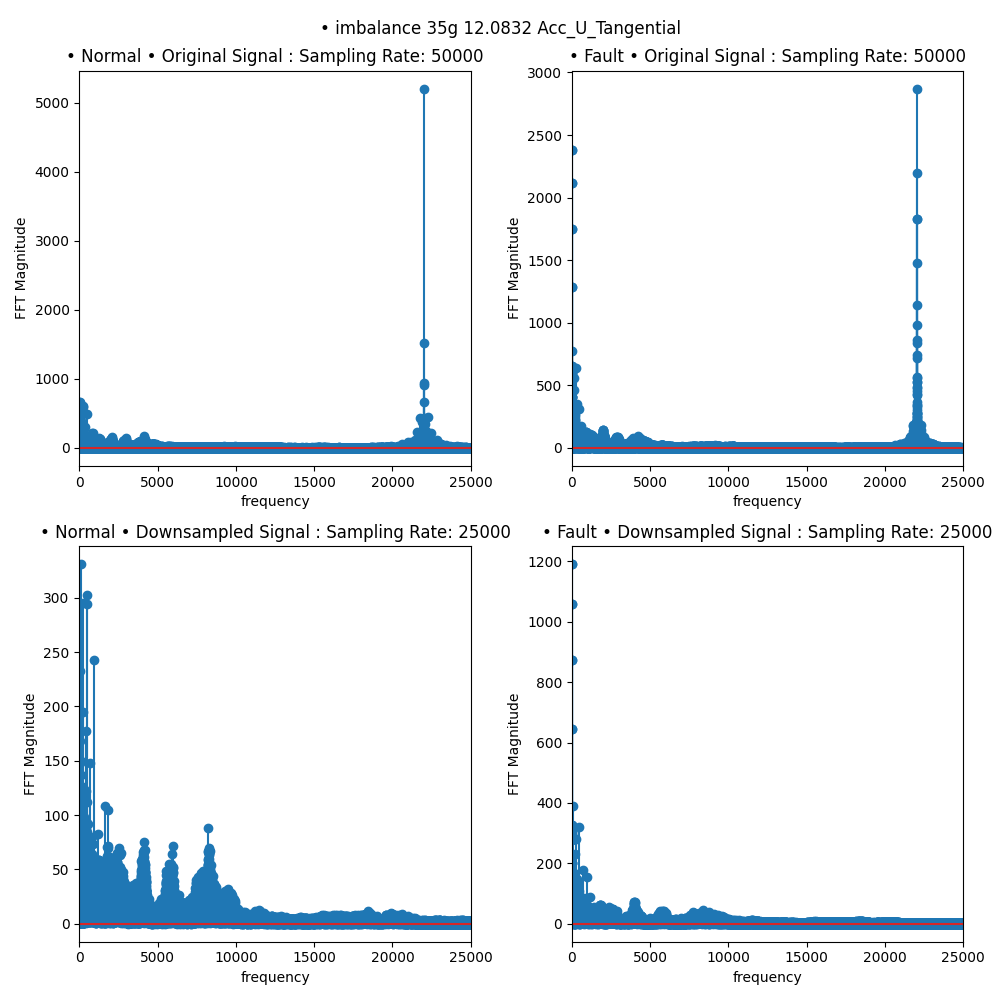 • imbalance 35g 12.0832 Acc_U_Tangential
• Normal • Original Signal : Sampling Rate: 50000
FFT Magnitude
5000
4000
3000
2000
1000
0
0 5000 10000 15000 20000 25000
frequency
• Fault • Original Signal : Sampling Rate: 50000
FFT Magnitude
3000
2500
2000
1500
1000
500
0
0 5000 10000 15000 20000 25000
frequency
• Normal • Downsampled Signal : Sampling Rate: 25000
FFT Magnitude
300
250
200
150
100
50
0
0 5000 10000 15000 20000 25000
frequency
• Fault • Downsampled Signal : Sampling Rate: 25000
FFT Magnitude
1200
1000
800
600
400
200
0
0 5000 10000 15000 20000 25000
frequency